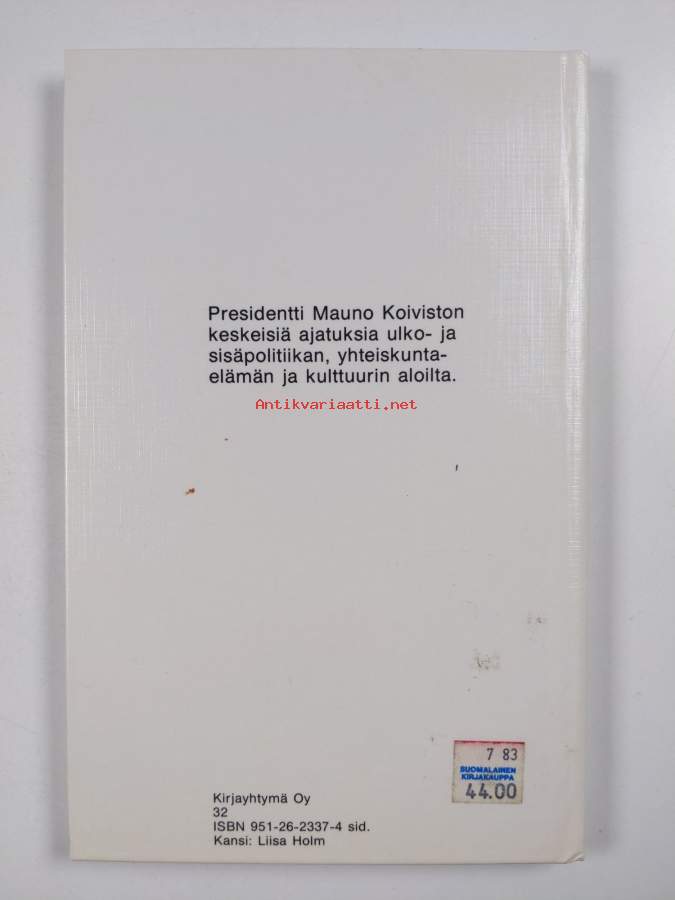 Presidentti Mauno Koiviston
keskeisiä ajatuksia ulko- ja
sisäpolitiikan, yhteiskunta-
elämän ja kulttuurin aloilta.
Antikvariaatti.net
7 83
SUOMALAINEN
KIRJAKAUPPA
44.00
Kirjayhtymä Oy
32
ISBN 951-26-2337-4 sid.
Kansi: Liisa Holm